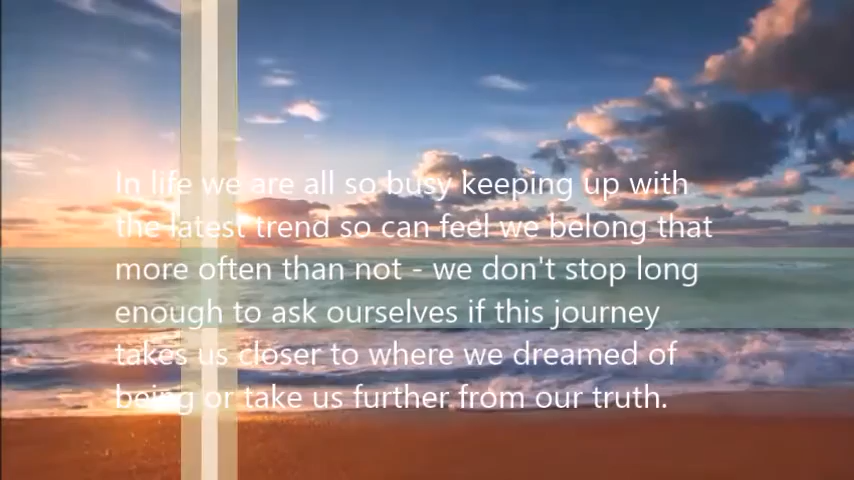 In life we are all so busy keeping up with
the latest trend so can feel we belong that
more often than not - we don't stop long
enough to ask ourselves if this journey
takes us closer to where we dreamed of
being or take us further from our truth.